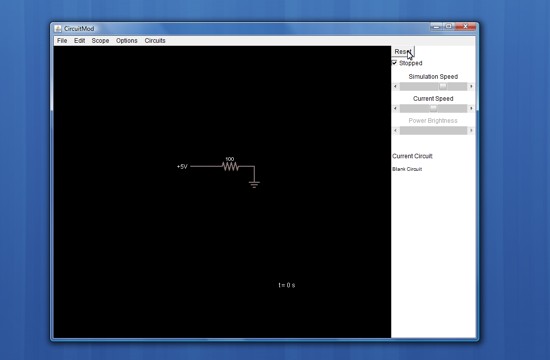 CircuitMod
File Edit Scope Options Circuits
Reset
Stopped
Simulation Speed
Current Speed
Power Brightness
Current Circuit:
Blank Circuit
100
+5V
t = 0 s